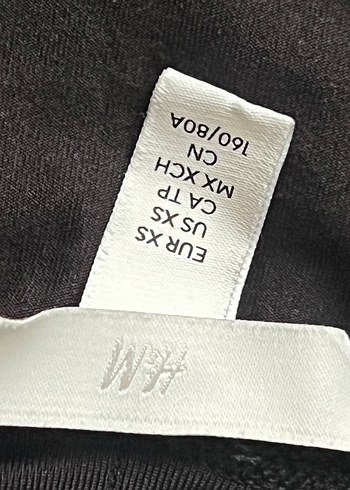 H&M
EUR XS
US XS
CA TP
MX XCH
CN
160/80A